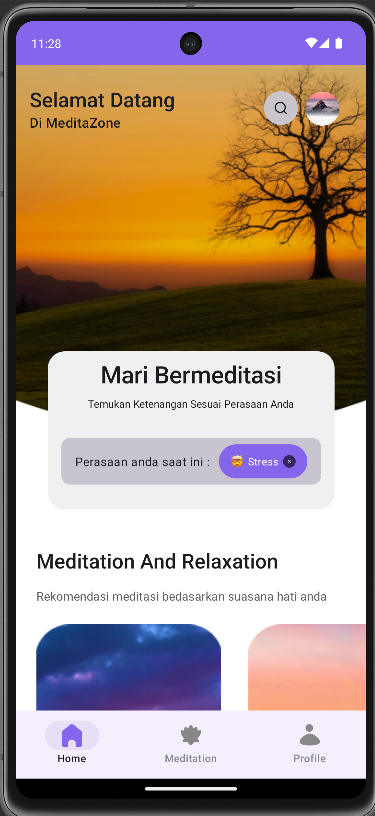 11:28
Selamat Datang
Di MeditaZone
Mari Bermeditasi
Temukan Ketenangan Sesuai Perasaan Anda
Perasaan anda saat ini : 🤯 Stress ×
Meditation And Relaxation
Rekomendasi meditasi bedasarkan suasana hati anda
Home Meditation Profile